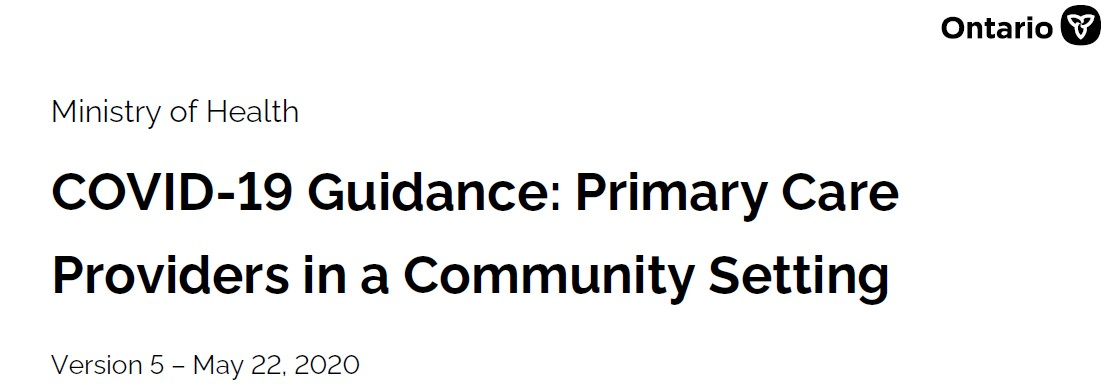 Ontario
Ministry of Health
COVID-19 Guidance: Primary Care
Providers in a Community Setting
Version 5 – May 22, 2020